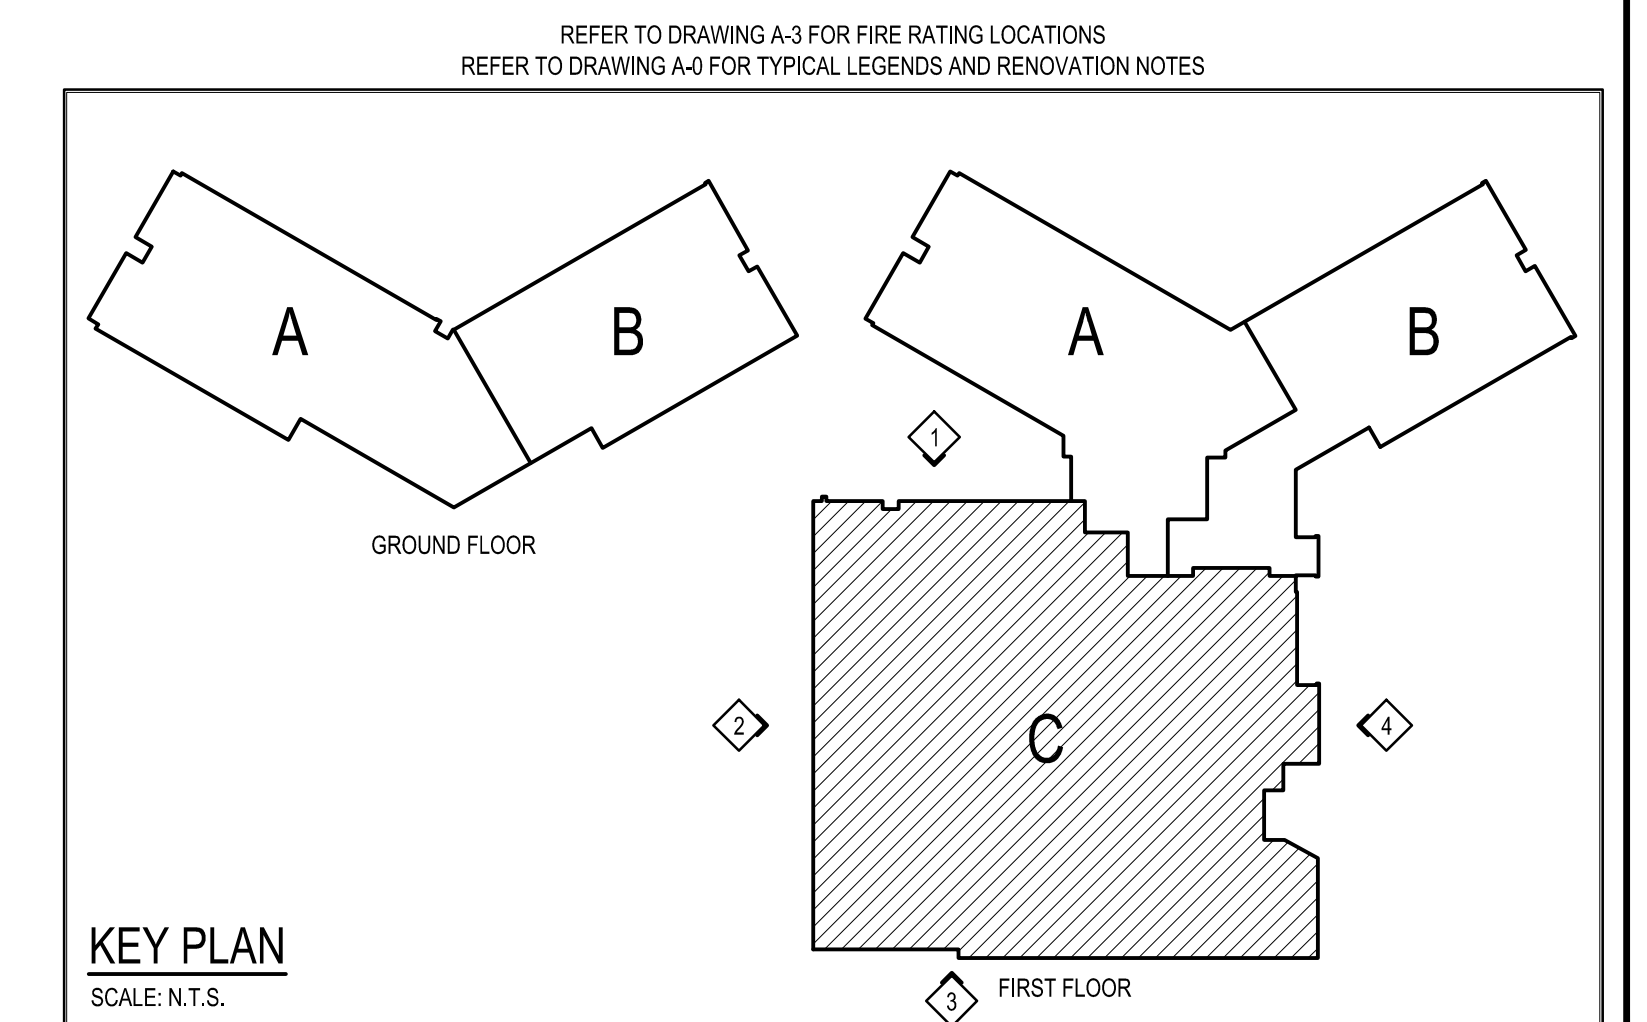 REFER TO DRAWING A-3 FOR FIRE RATING LOCATIONS
REFER TO DRAWING A-0 FOR TYPICAL LEGENDS AND RENOVATION NOTES
A
B
GROUND FLOOR
A
B
1
2
C
4
3
FIRST FLOOR
KEY PLAN
SCALE: N.T.S.